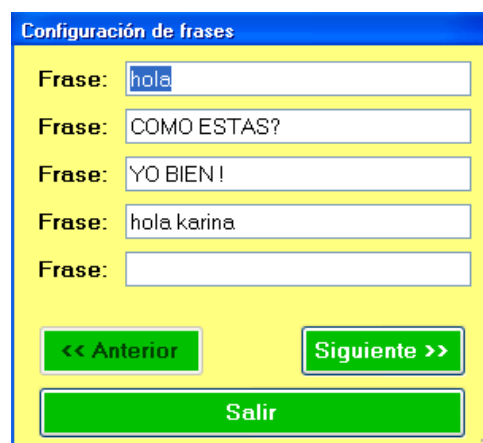 Configuración de frases
Frase: hola
Frase: COMO ESTAS?
Frase: YO BIEN !
Frase: hola karina
Frase:
<< Anterior Siguiente >>
Salir